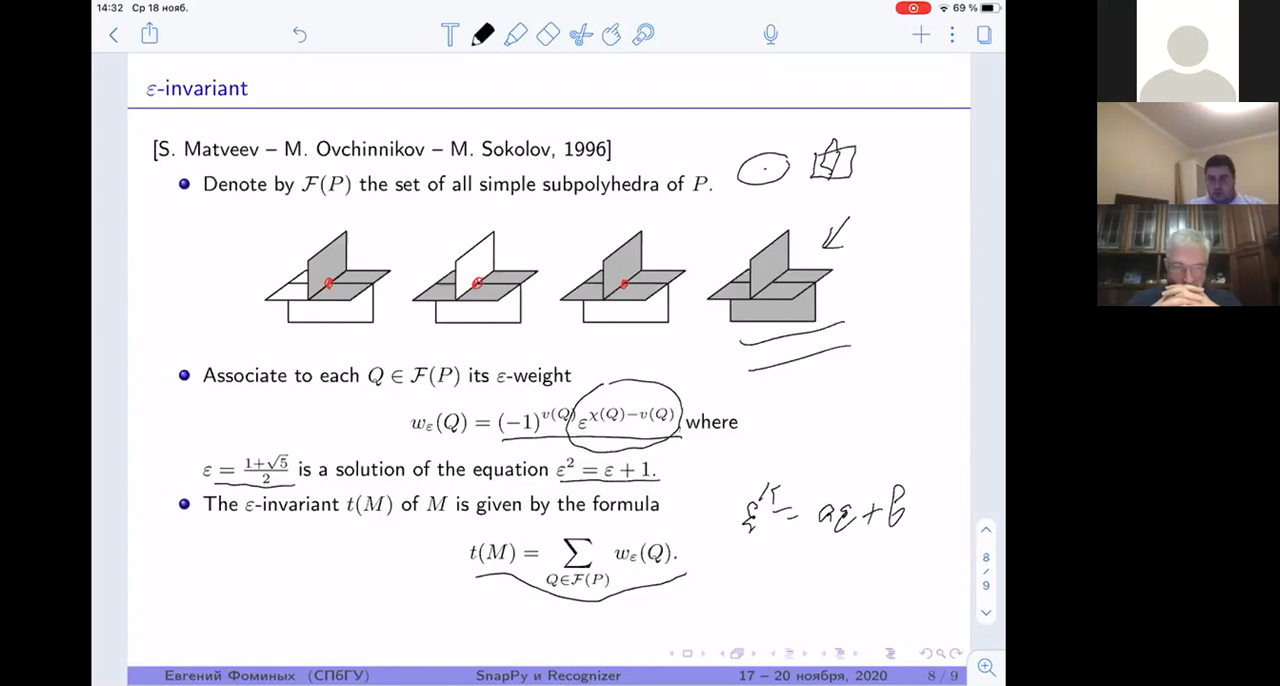 14:32 Ср 18 нояб.
69 %
ε-invariant
[S. Matveev – M. Ovchinnikov – M. Sokolov, 1996]
Denote by F(P) the set of all simple subpolyhedra of P.
Associate to each Q ∈ F(P) its ε-weight
w_ε(Q) = (−1)^{v(Q)} ε^{χ(Q)−v(Q)}, where
ε = (1+√5)/2 is a solution of the equation ε² = ε + 1.
The ε-invariant t(M) of M is given by the formula
ε^k = aε + b
t(M) = ∑_{Q∈F(P)} w_ε(Q).
8
/
9
Евгений Фоминых (СПбГУ) SnapPy и Recognizer 17 – 20 ноября, 2020 8 / 9